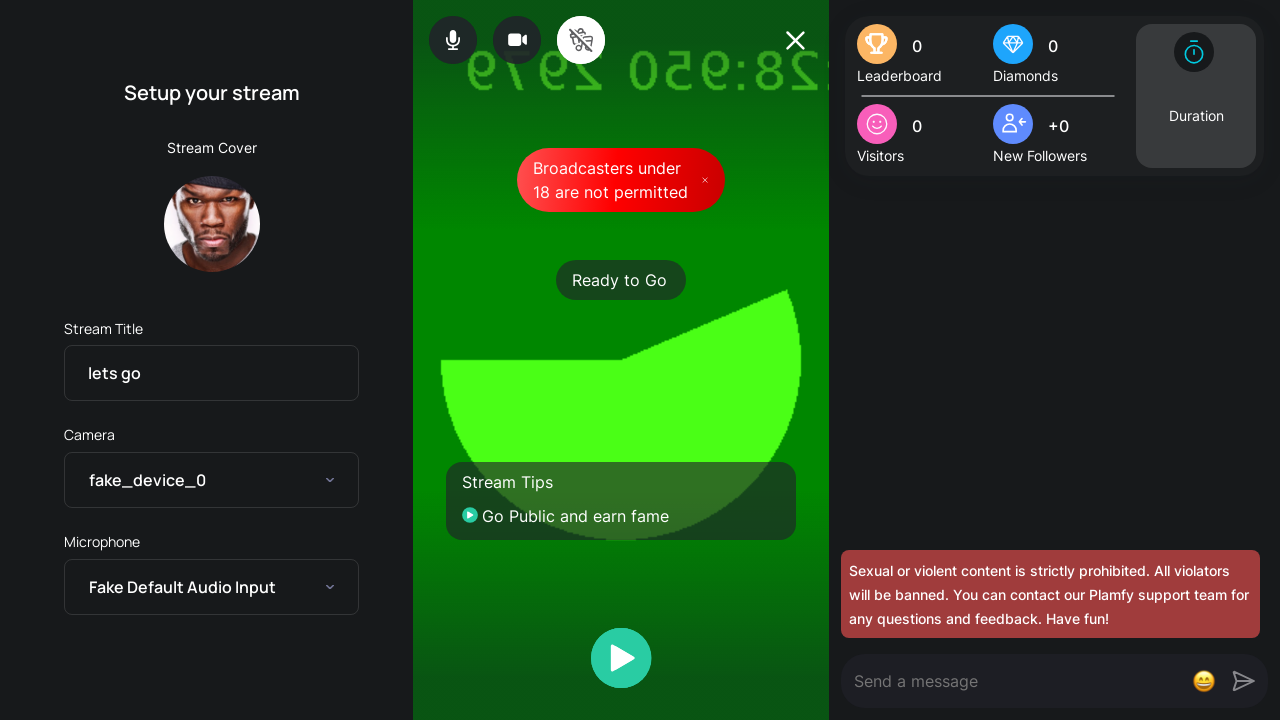 Setup your stream
Stream Cover
Stream Title
lets go
Camera
fake_device_0
Microphone
Fake Default Audio Input
Broadcasters under
18 are not permitted
Ready to Go
Stream Tips
Go Public and earn fame
0
Leaderboard
0
Diamonds
0
Visitors
+0
New Followers
Duration
Sexual or violent content is strictly prohibited. All violators
will be banned. You can contact our Plamfy support team for
any questions and feedback. Have fun!
Send a message